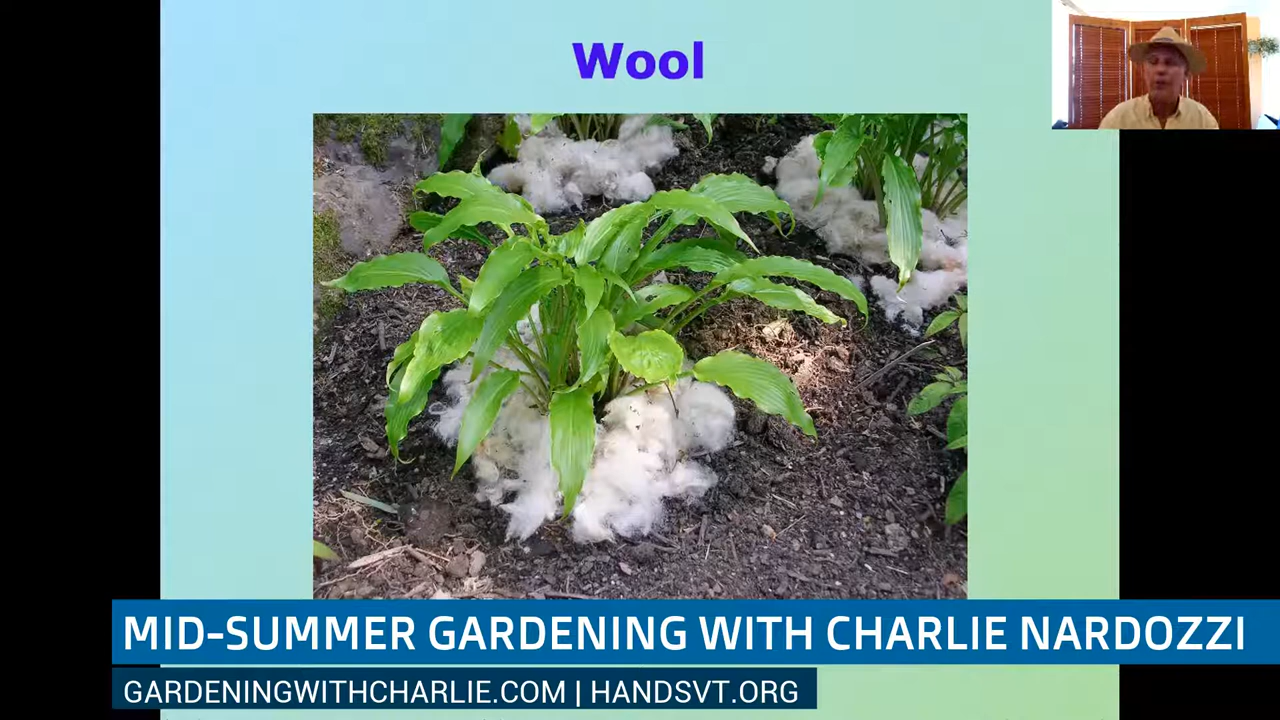 Wool
MID-SUMMER GARDENING WITH CHARLIE NARDOZZI
GARDENINGWITHCHARLIE.COM | HANDSVT.ORG